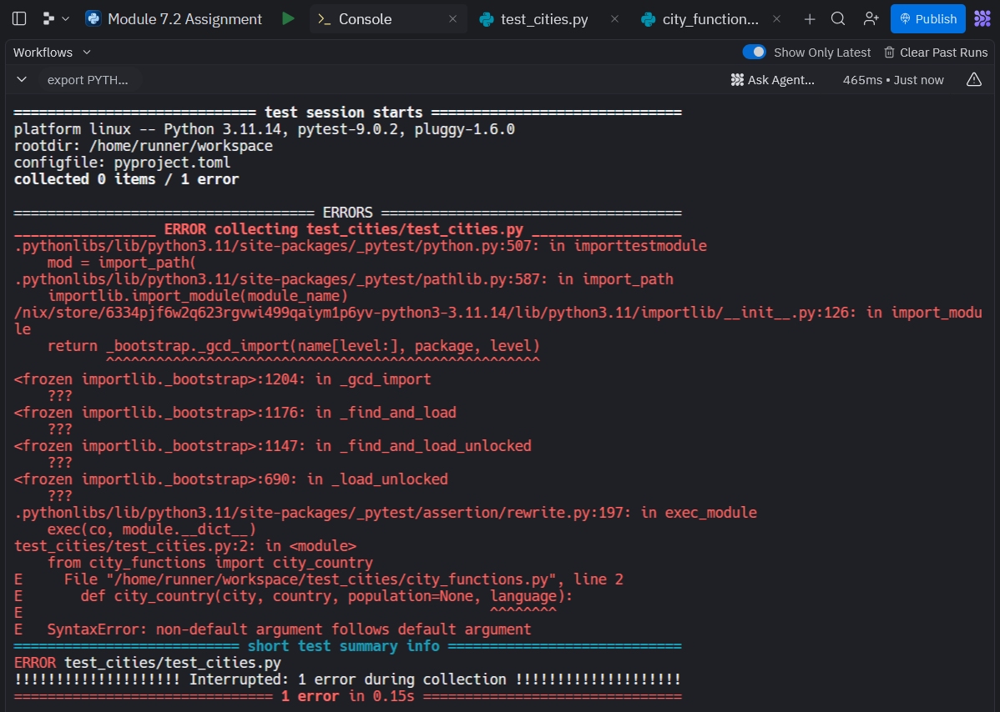 Module 7.2 Assignment
Console
test_cities.py
city_function...
Publish
Workflows
Show Only Latest
Clear Past Runs
export PYTH...
Ask Agent...
465ms • Just now
============================= test session starts ==============================
platform linux -- Python 3.11.14, pytest-9.0.2, pluggy-1.6.0
rootdir: /home/runner/workspace
configfile: pyproject.toml
collected 0 items / 1 error
==================================== ERRORS ====================================
_________________ ERROR collecting test_cities/test_cities.py __________________
.pythonlibs/lib/python3.11/site-packages/_pytest/python.py:507: in importtestmodule
    mod = import_path(
.pythonlibs/lib/python3.11/site-packages/_pytest/pathlib.py:587: in import_path
    importlib.import_module(module_name)
/nix/store/6334pjf6w2q623rgvwi499qaiym1p6yv-python3-3.11.14/lib/python3.11/importlib/__init__.py:126: in import_modu
le
    return _bootstrap._gcd_import(name[level:], package, level)
           ^^^^^^^^^^^^^^^^^^^^^^^^^^^^^^^^^^^^^^^^^^^^^^^^^^^^
<frozen importlib._bootstrap>:1204: in _gcd_import
    ???
<frozen importlib._bootstrap>:1176: in _find_and_load
    ???
<frozen importlib._bootstrap>:1147: in _find_and_load_unlocked
    ???
<frozen importlib._bootstrap>:690: in _load_unlocked
    ???
.pythonlibs/lib/python3.11/site-packages/_pytest/assertion/rewrite.py:197: in exec_module
    exec(co, module.__dict__)
test_cities/test_cities.py:2: in <module>
    from city_functions import city_country
E     File "/home/runner/workspace/test_cities/city_functions.py", line 2
E       def city_country(city, country, population=None, language):
E                                                        ^^^^^^^^
E   SyntaxError: non-default argument follows default argument
=========================== short test summary info ============================
ERROR test_cities/test_cities.py
!!!!!!!!!!!!!!!!!!!! Interrupted: 1 error during collection !!!!!!!!!!!!!!!!!!!!
=============================== 1 error in 0.15s ===============================